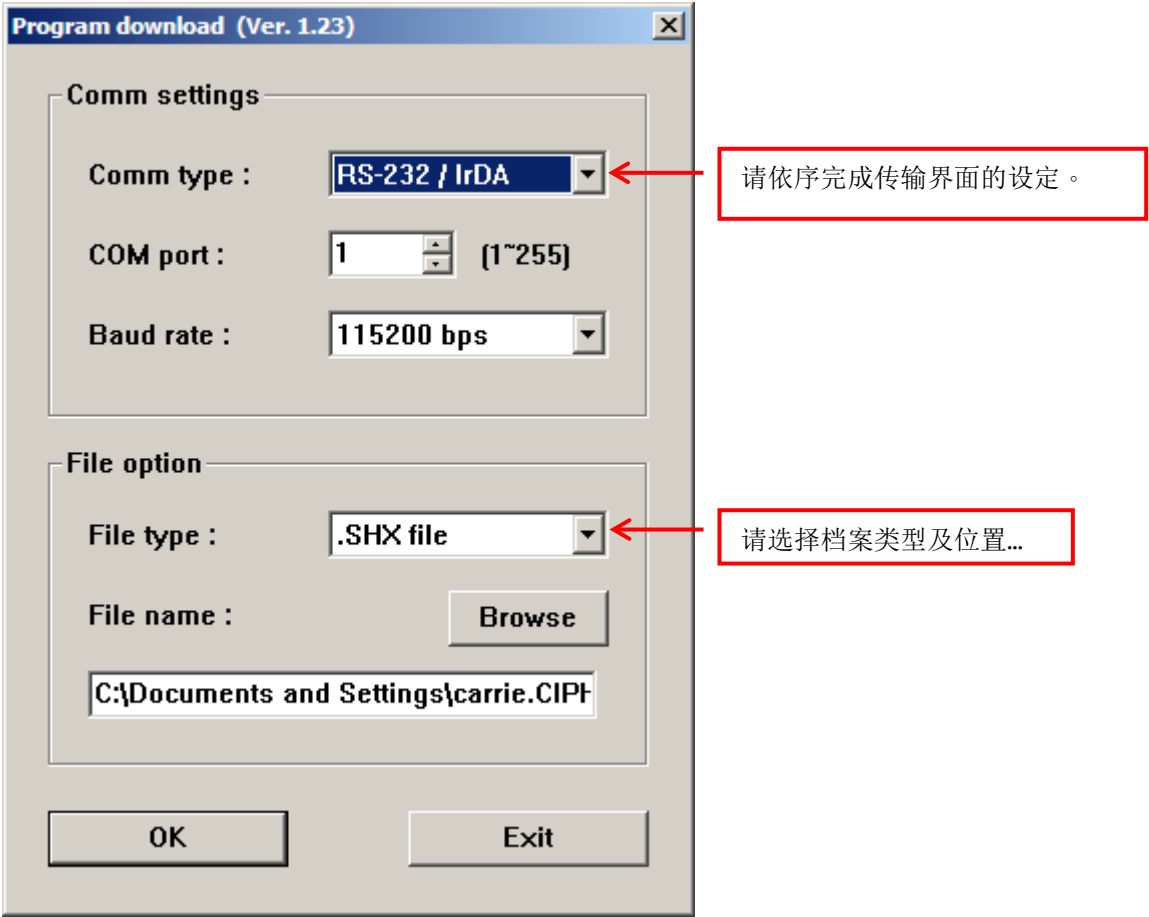 Program download (Ver. 1.23)
Comm settings
Comm type :
RS-232 / IrDA
请依序完成传输界面的设定。
COM port :
1
(1~255)
Baud rate :
115200 bps
File option
File type :
.SHX file
请选择档案类型及位置…
File name :
Browse
C:\Documents and Settings\carrie.CIPH
OK
Exit